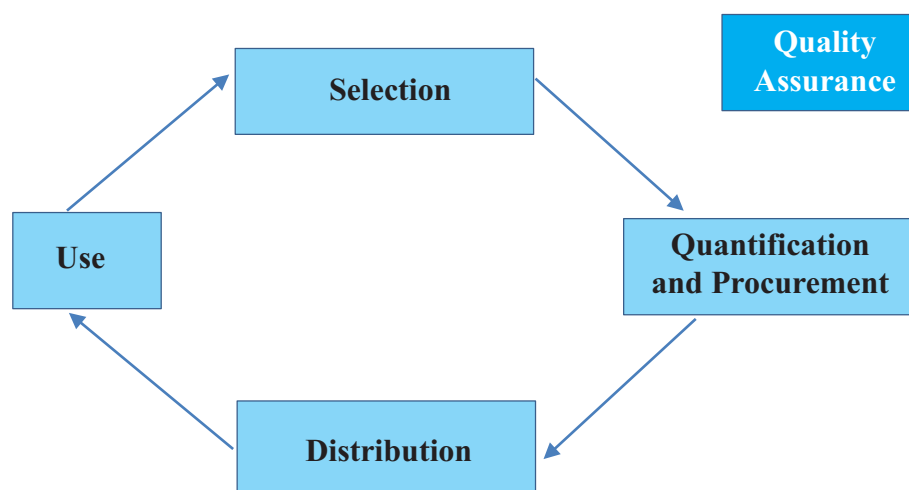 Quality
Assurance
Selection
Use
Quantification
and Procurement
Distribution